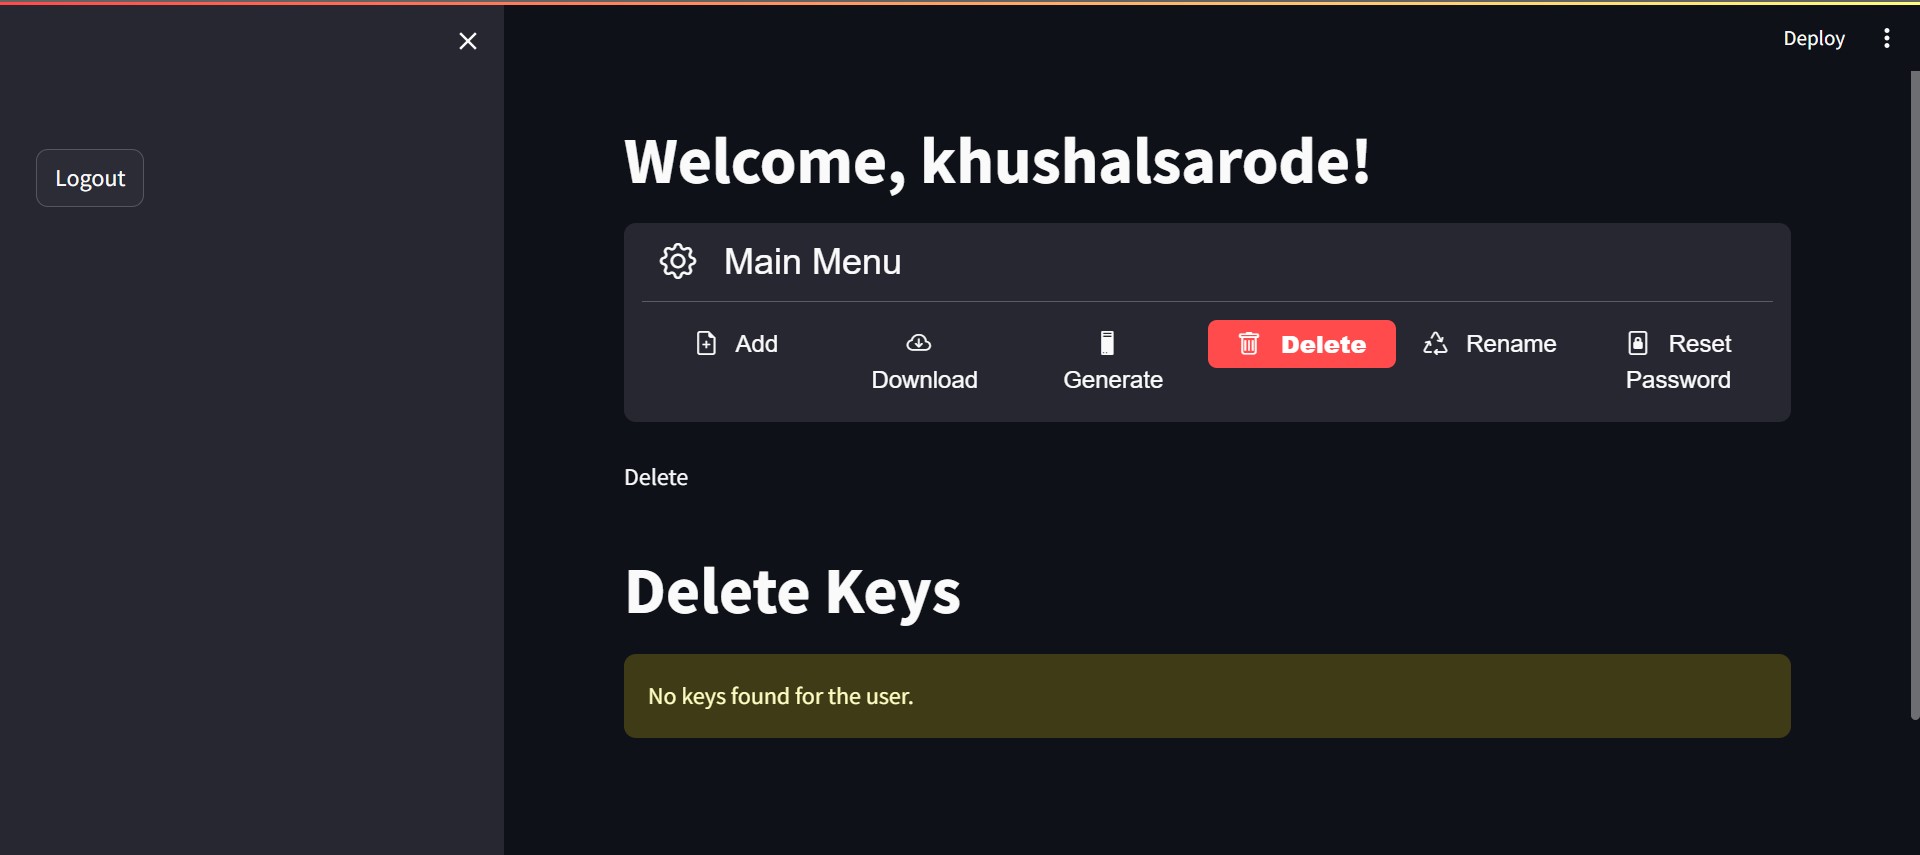 Deploy
Logout
Welcome, khushalsarode!
Main Menu
Add
Download
Generate
Delete
Rename
Reset
Password
Delete
Delete Keys
No keys found for the user.